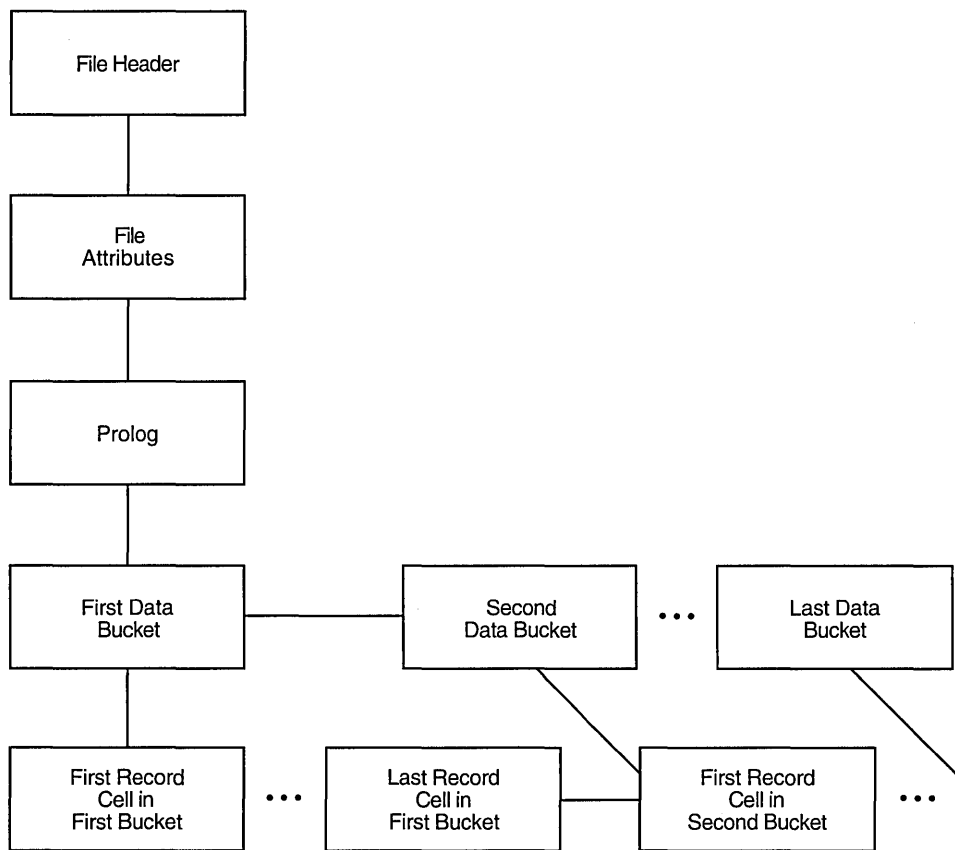 File Header
File
Attributes
Prolog
First Data
Bucket
Second
Data Bucket
•••
Last Data
Bucket
First Record
Cell in
First Bucket
•••
Last Record
Cell in
First Bucket
First Record
Cell in
Second Bucket
•••